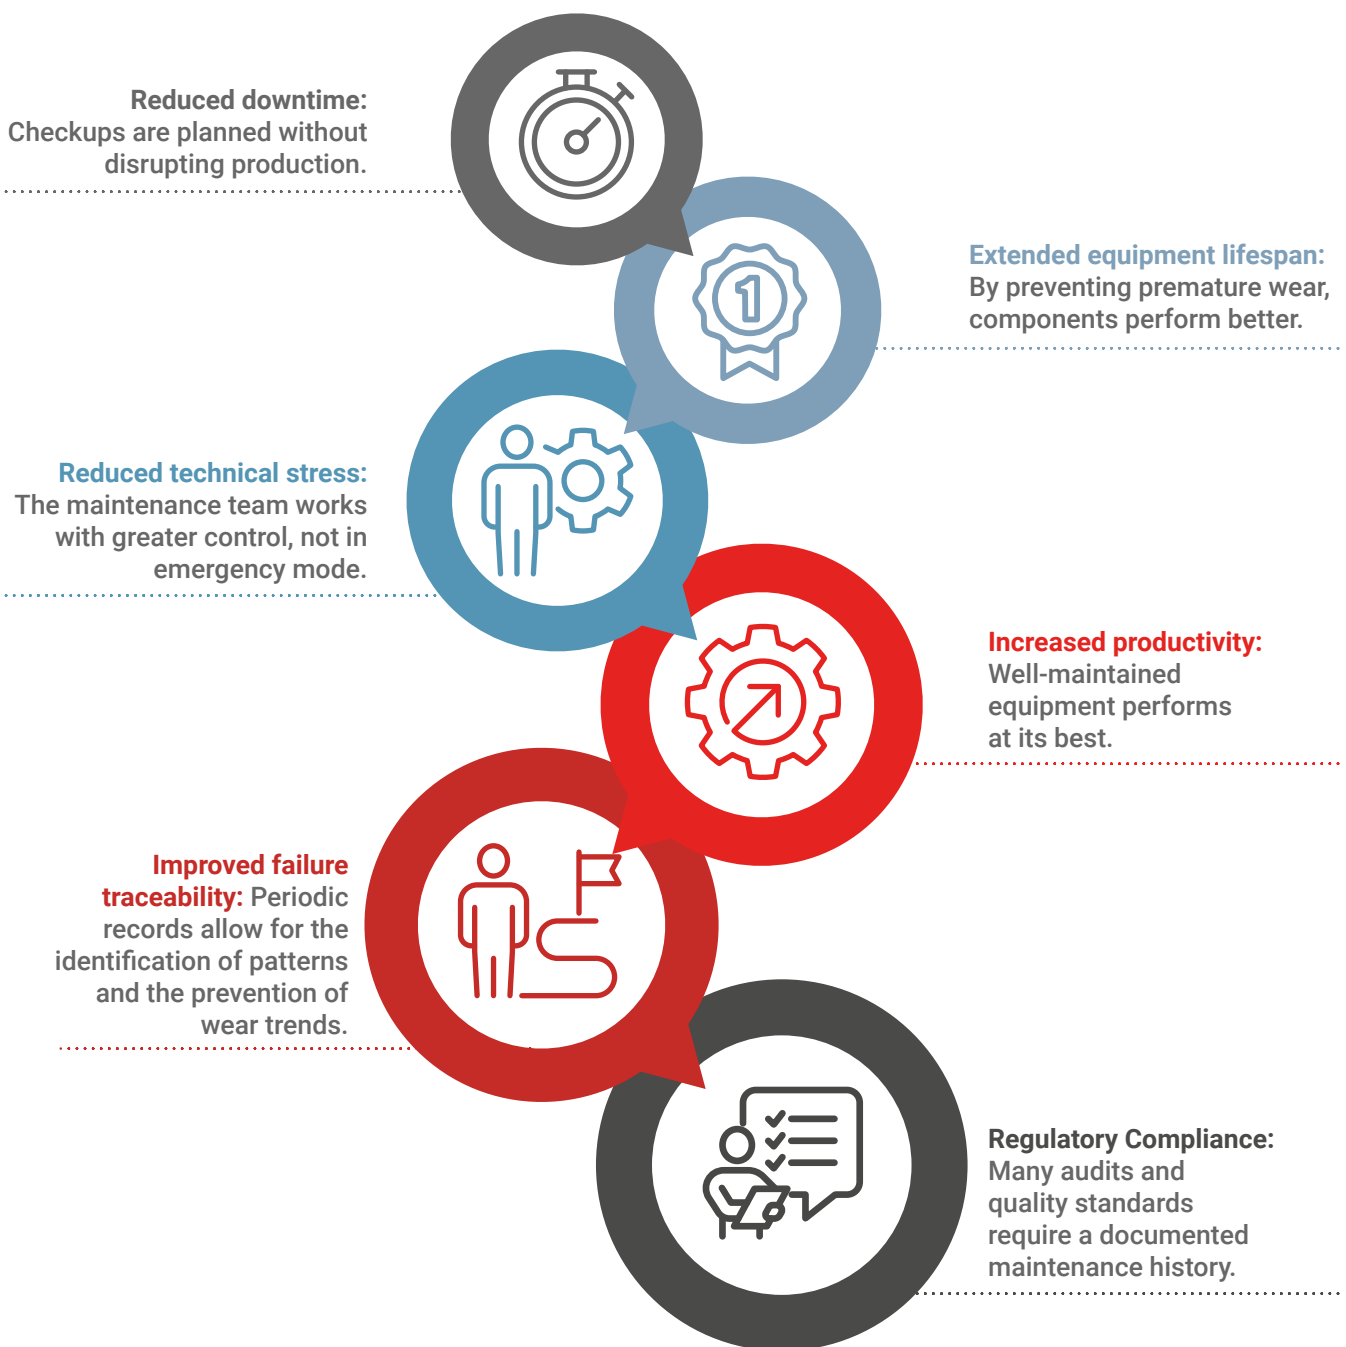 Reduced downtime:
Checkups are planned without
disrupting production.
1
Extended equipment lifespan:
By preventing premature wear,
components perform better.
Reduced technical stress:
The maintenance team works
with greater control, not in
emergency mode.
Increased productivity:
Well-maintained
equipment performs
at its best.
Improved failure
traceability: Periodic
records allow for the
identification of patterns
and the prevention of
wear trends.
Regulatory Compliance:
Many audits and
quality standards
require a documented
maintenance history.